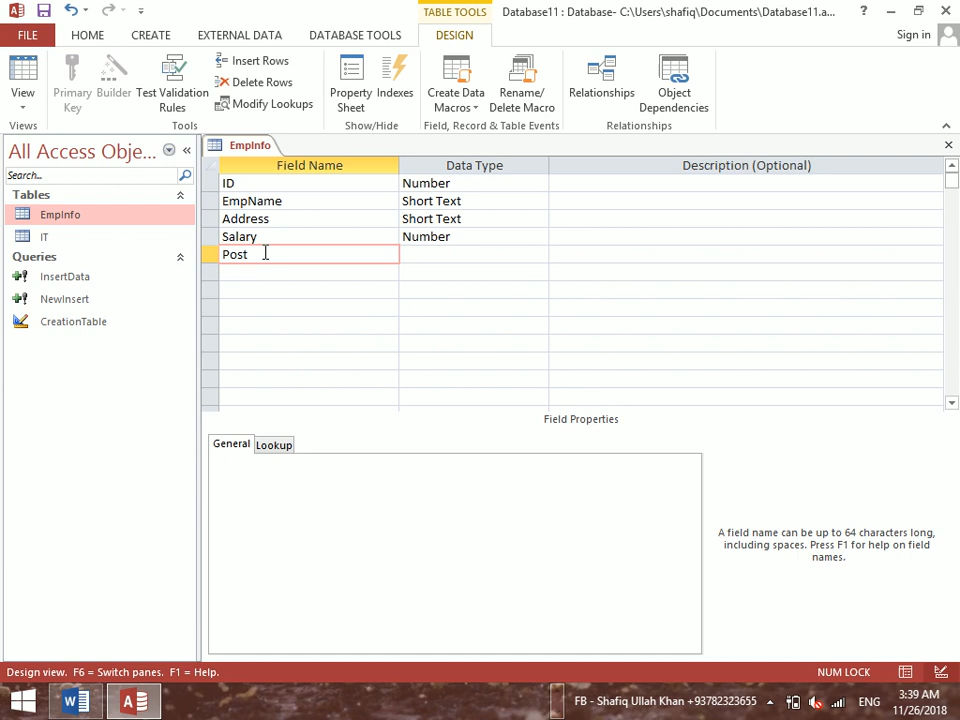 TABLE TOOLS
Database11 : Database- C:\Users\shafiq\Documents\Database11.a...
?
FILE
HOME
CREATE
EXTERNAL DATA
DATABASE TOOLS
DESIGN
Sign in
View
Primary Key
Builder
Test Validation Rules
Insert Rows
Delete Rows
Modify Lookups
Property Sheet
Indexes
Create Data Macros
Rename/ Delete Macro
Relationships
Object Dependencies
Views
Tools
Show/Hide
Field, Record & Table Events
Relationships
All Access Obje...
Search...
Tables
EmpInfo
IT
Queries
InsertData
NewInsert
CreationTable
EmpInfo
Field Name Data Type Description (Optional)
ID Number
EmpName Short Text
Address Short Text
Salary Number
Post
Field Properties
General Lookup
A field name can be up to 64 characters long,
including spaces. Press F1 for help on field
names.
Design view. F6 = Switch panes. F1 = Help.
NUM LOCK
FB - Shafiq Ullah Khan +93782323655
ENG
3:39 AM
11/26/2018